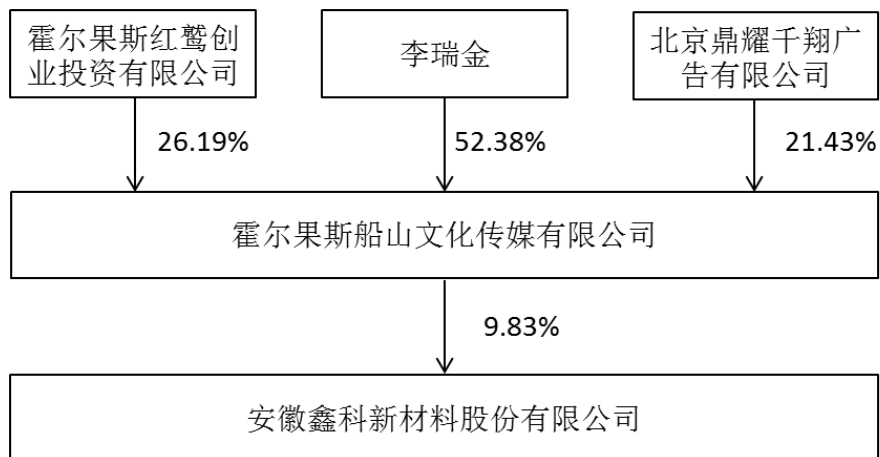 霍尔果斯红鹫创
业投资有限公司
李瑞金
北京鼎耀千翔广
告有限公司
26.19%
52.38%
21.43%
霍尔果斯船山文化传媒有限公司
9.83%
安徽鑫科新材料股份有限公司